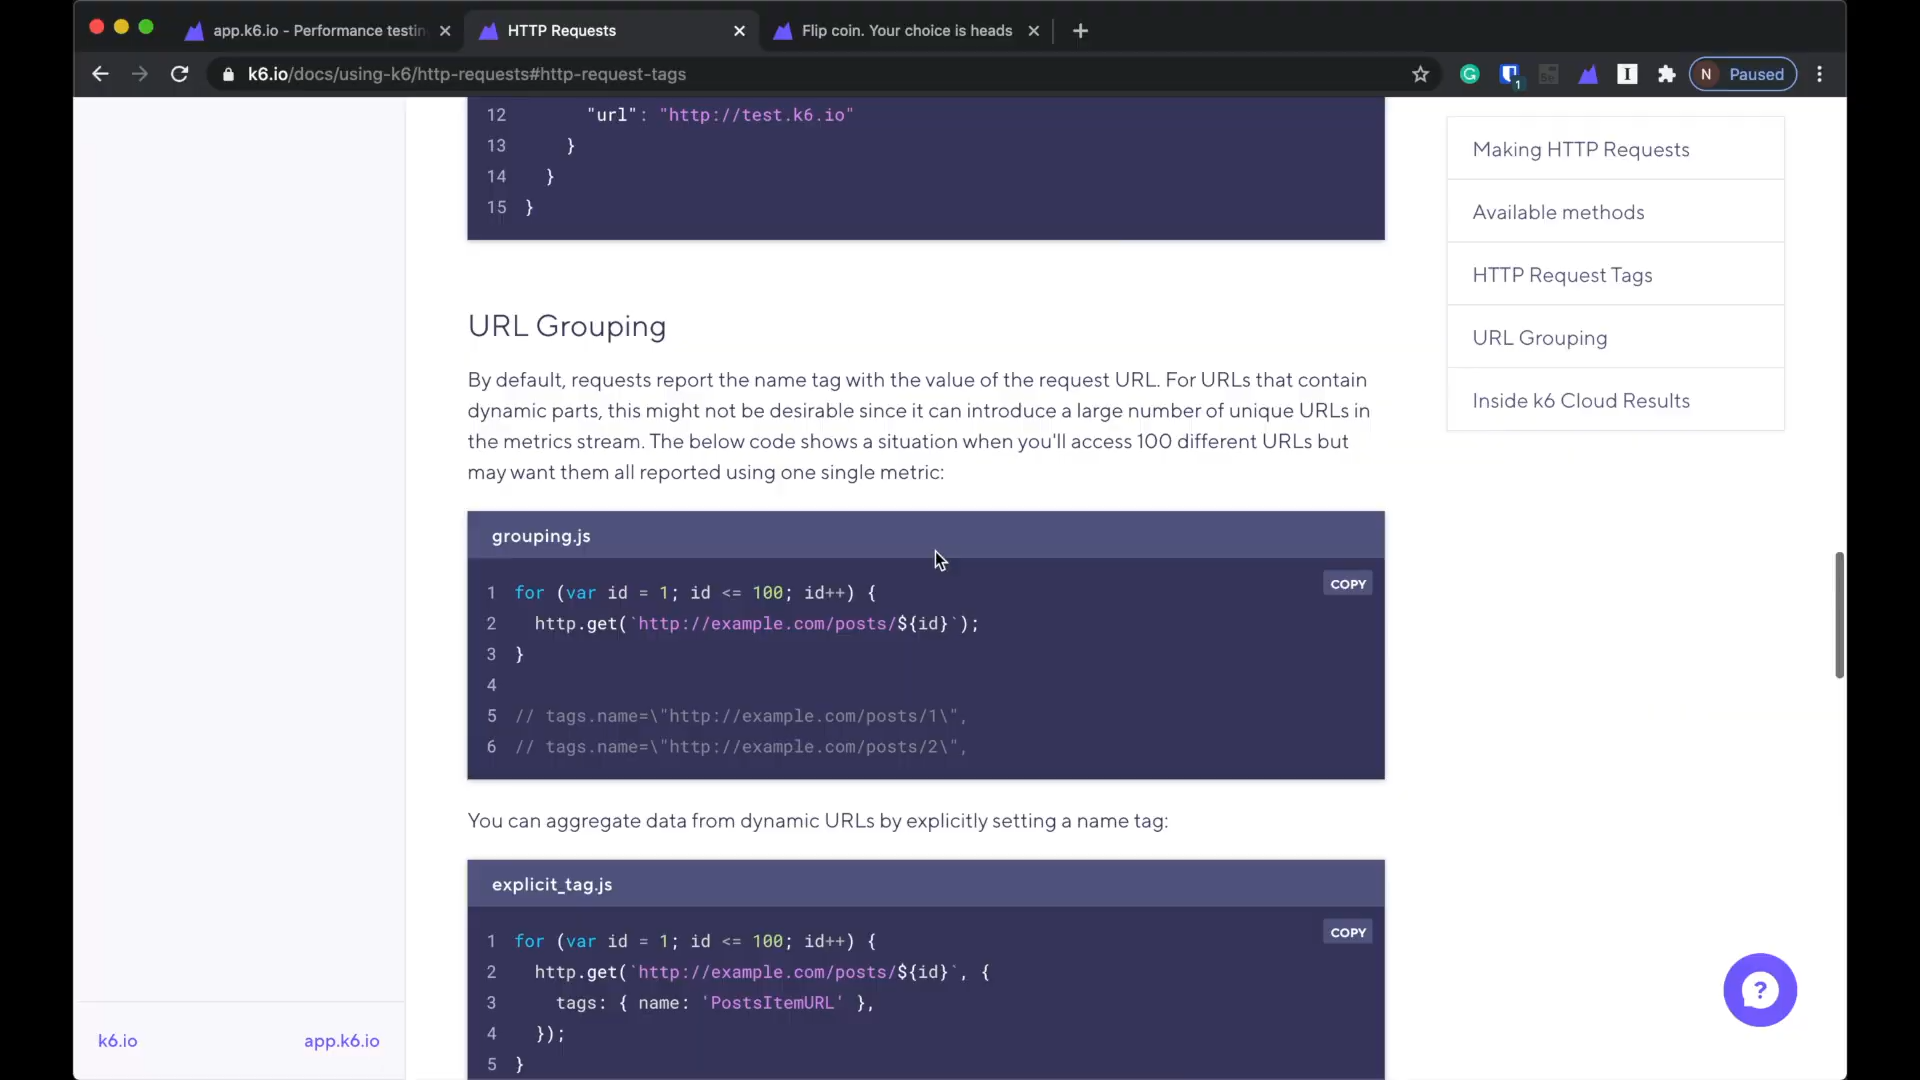 app.k6.io - Performance testin
HTTP Requests
Flip coin. Your choice is heads
k6.io/docs/using-k6/http-requests#http-request-tags
1
N Paused
12 "url": "http://test.k6.io"
13 }
14 }
15 }
Making HTTP Requests
Available methods
HTTP Request Tags
URL Grouping
Inside k6 Cloud Results
URL Grouping
By default, requests report the name tag with the value of the request URL. For URLs that contain
dynamic parts, this might not be desirable since it can introduce a large number of unique URLs in
the metrics stream. The below code shows a situation when you'll access 100 different URLs but
may want them all reported using one single metric:
grouping.js
COPY
1 for (var id = 1; id <= 100; id++) {
2 http.get(`http://example.com/posts/${id}`);
3 }
4
5 // tags.name=\"http://example.com/posts/1\",
6 // tags.name=\"http://example.com/posts/2\",
You can aggregate data from dynamic URLs by explicitly setting a name tag:
explicit_tag.js
COPY
1 for (var id = 1; id <= 100; id++) {
2 http.get(`http://example.com/posts/${id}`, {
3 tags: { name: 'PostsItemURL' },
4 });
5 }
k6.io
app.k6.io
?